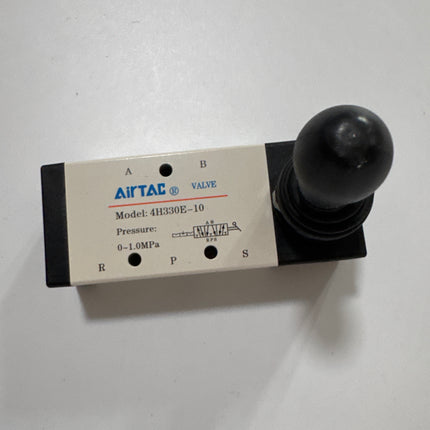 A B
AirTAC ® VALVE
Model: 4H330E-10
Pressure:
0~1.0MPa
A B
R P S
R P S